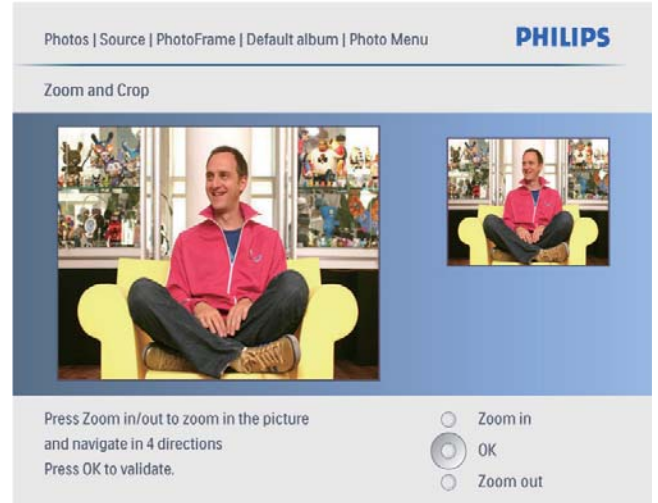 Photos | Source | PhotoFrame | Default album | Photo Menu
PHILIPS
Zoom and Crop
Press Zoom in/out to zoom in the picture
and navigate in 4 directions
Press OK to validate.
Zoom in
OK
Zoom out